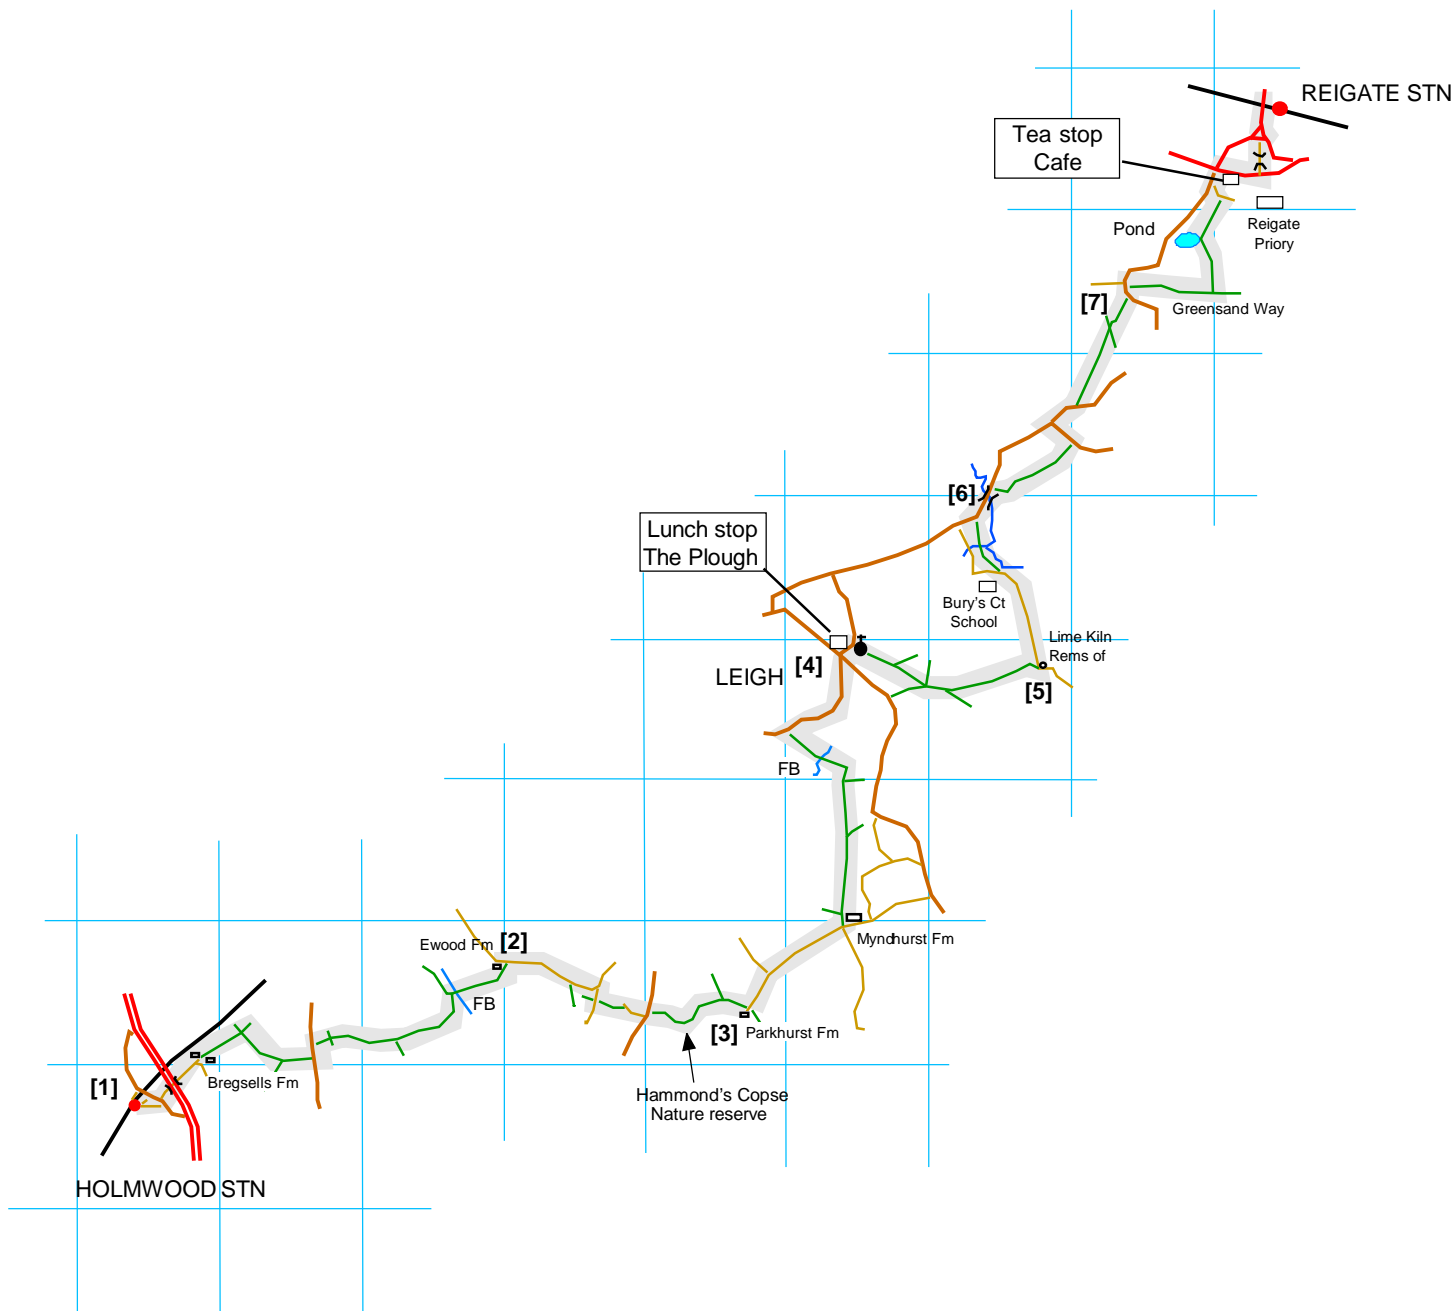 REIGATE STN
Tea stop
Cafe
Pond
Reigate
Priory
[7]
Greensand Way
[6]
Lunch stop
The Plough
Bury's Ct
School
Lime Kiln
Rems of
[4]
LEIGH
[5]
FB
Ewood Fm
[2]
Myndhurst Fm
FB
[3]
Parkhurst Fm
[1]
Bregsells Fm
Hammond's Copse
Nature reserve
HOLMWOOD STN